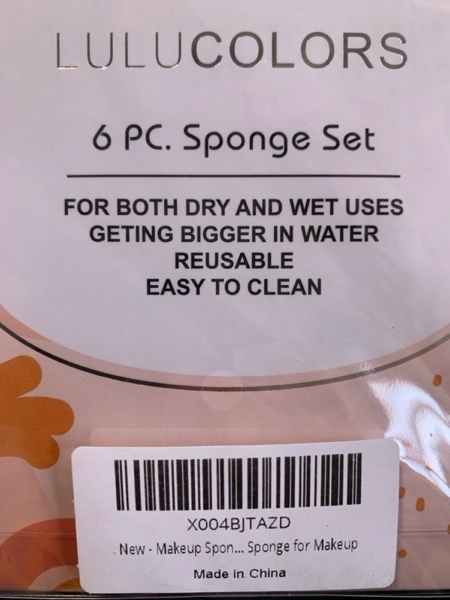 LULUCOLORS
6 PC. Sponge Set
FOR BOTH DRY AND WET USES
GETING BIGGER IN WATER
REUSABLE
EASY TO CLEAN
X004BJTAZD
New - Makeup Spon... Sponge for Makeup
Made in China